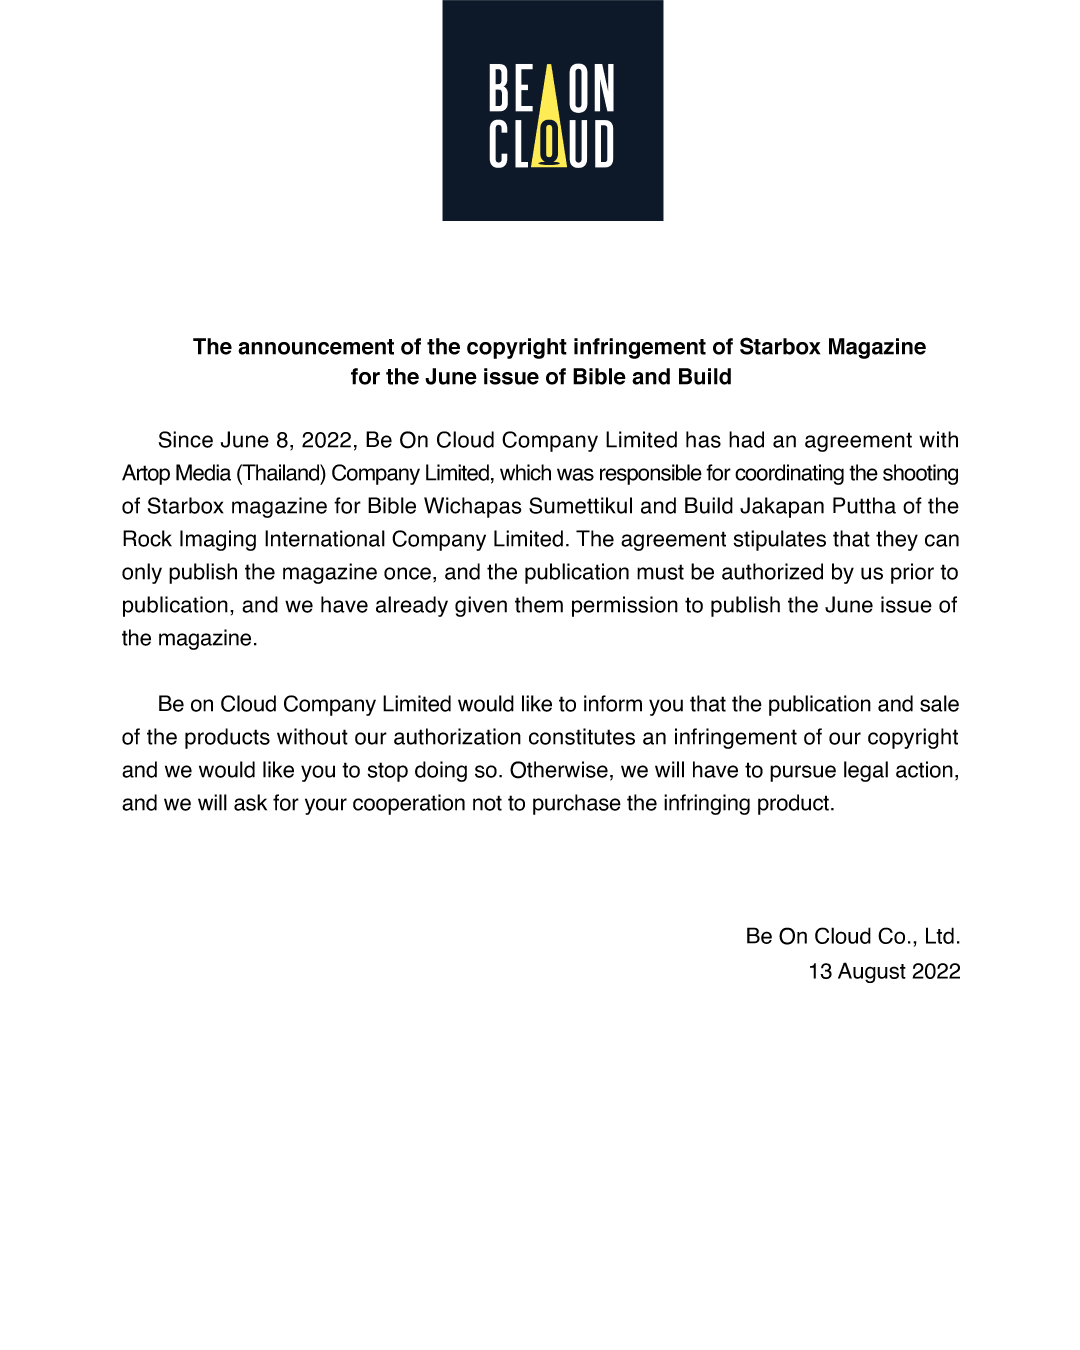 BE ON
CLOUD
The announcement of the copyright infringement of Starbox Magazine
for the June issue of Bible and Build
Since June 8, 2022, Be On Cloud Company Limited has had an agreement with
Artop Media (Thailand) Company Limited, which was responsible for coordinating the shooting
of Starbox magazine for Bible Wichapas Sumettikul and Build Jakapan Puttha of the
Rock Imaging International Company Limited. The agreement stipulates that they can
only publish the magazine once, and the publication must be authorized by us prior to
publication, and we have already given them permission to publish the June issue of
the magazine.
Be on Cloud Company Limited would like to inform you that the publication and sale
of the products without our authorization constitutes an infringement of our copyright
and we would like you to stop doing so. Otherwise, we will have to pursue legal action,
and we will ask for your cooperation not to purchase the infringing product.
Be On Cloud Co., Ltd.
13 August 2022